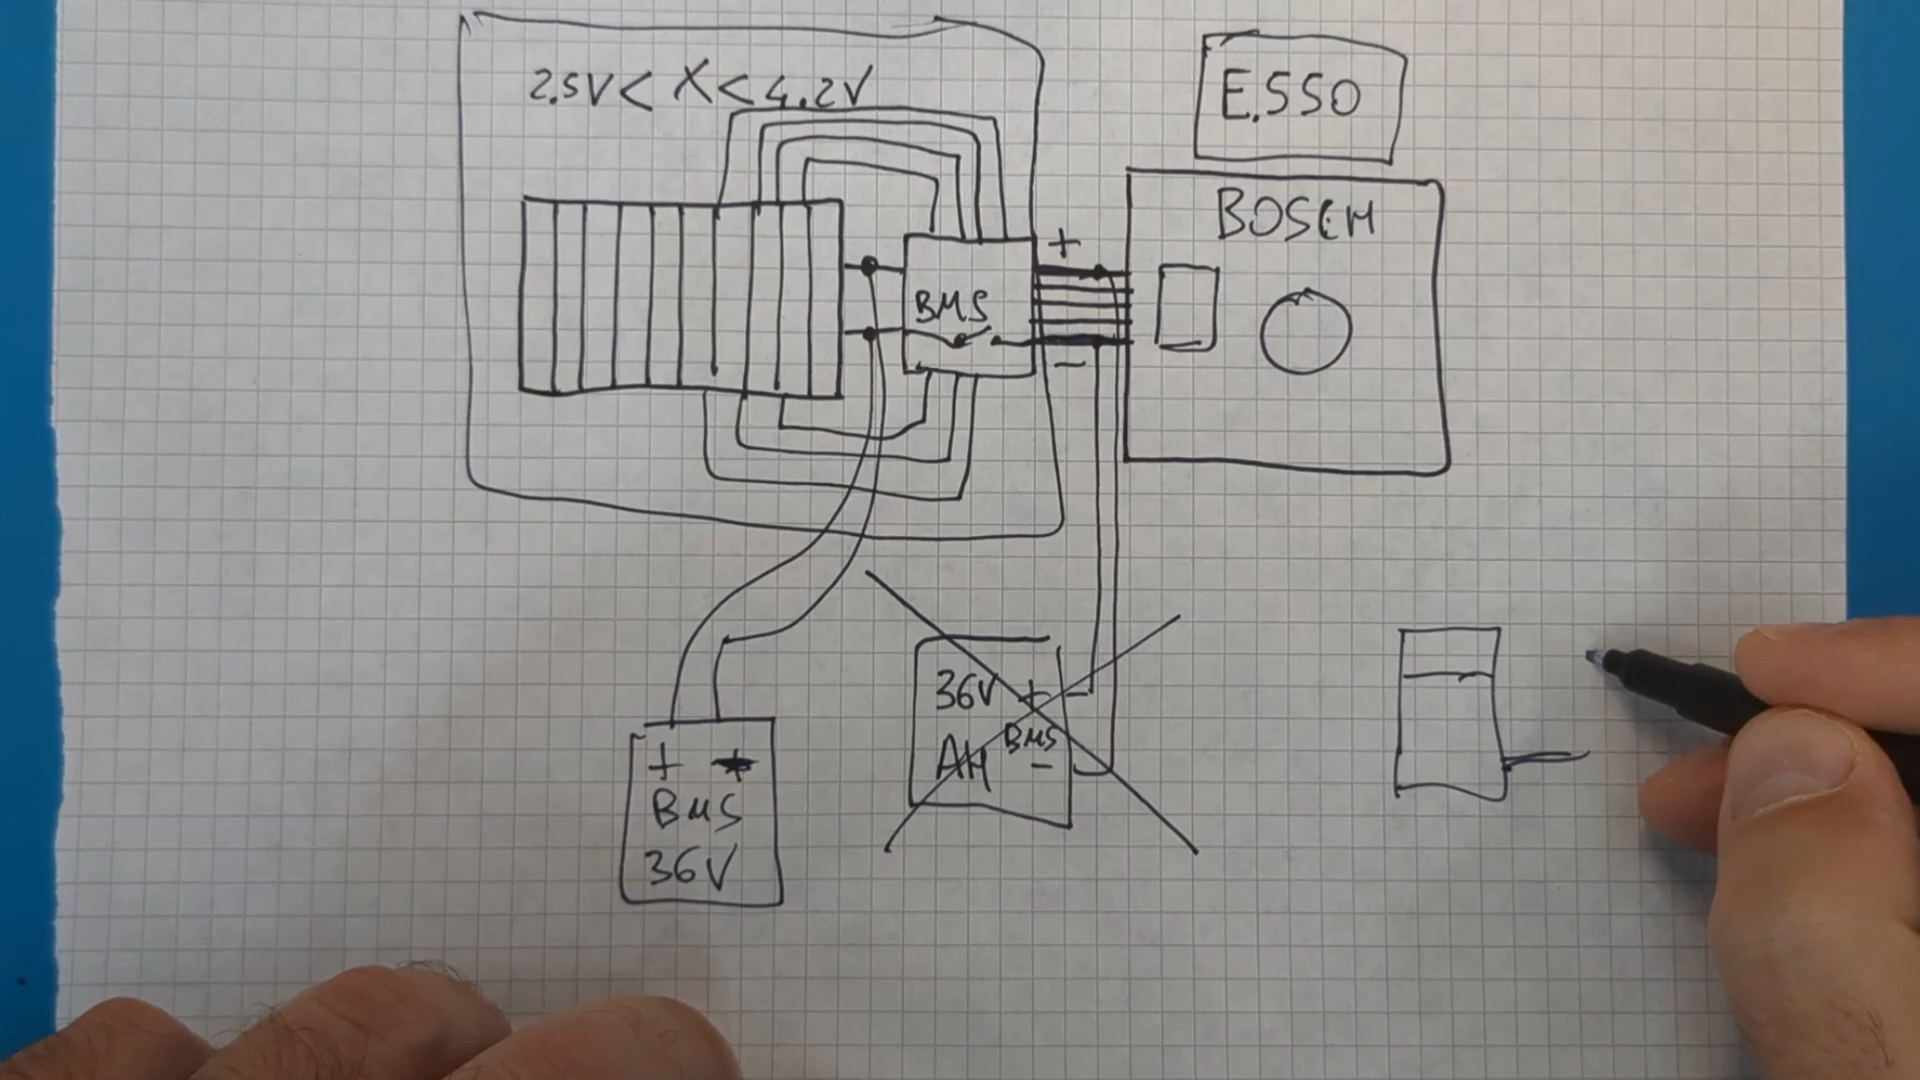 2.5V < X < 4.2V
E.550
BOSCH
+
BMS
-
36V +
BMS
AH -
+ +
BMS
36V